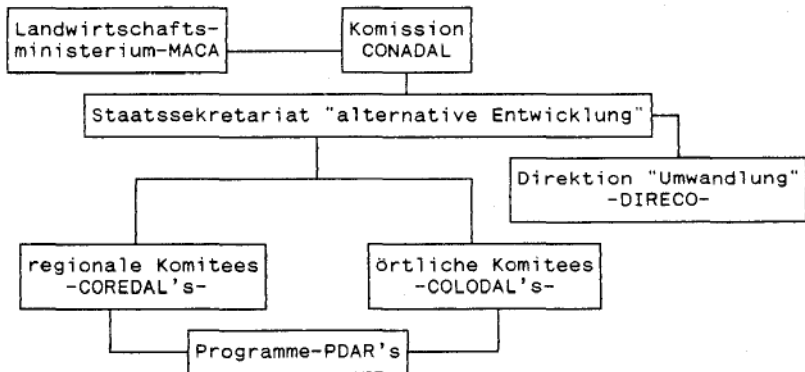 Landwirtschafts-
ministerium-MACA
Komission
CONADAL
Staatssekretariat "alternative Entwicklung"
Direktion "Umwandlung"
-DIRECO-
regionale Komitees
-COREDAL's-
örtliche Komitees
-COLODAL's-
Programme-PDAR's